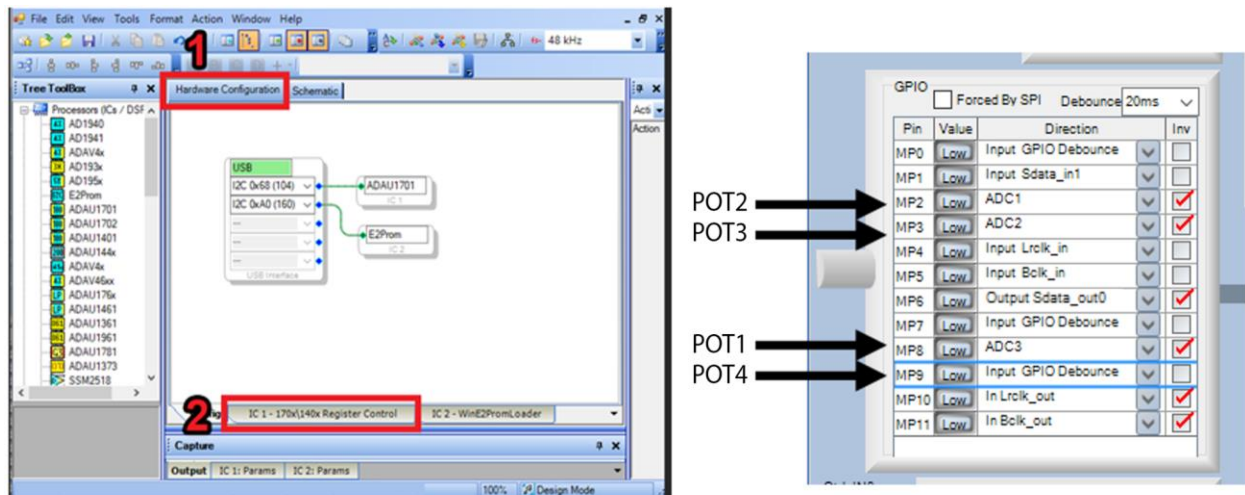 File Edit View Tools Format Action Window Help
48 kHz
1
Tree ToolBox
Hardware Configuration Schematic
Processors (ICs / DSF
AD1940
AD1941
ADAV4x
AD193x
AD195x
E2Prom
ADAU1701
ADAU1702
ADAU1401
ADAU144x
ADAV4x
ADAV46xx
ADAU176x
ADAU1461
ADAU1361
ADAU1961
ADAU1781
ADAU1373
SSM2518
Acti
Action
USB
I2C 0x68 (104)
I2C 0xA0 (160)
---
---
---
USB Interface
ADAU1701
IC 1
E2Prom
IC 2
2
IC 1 - 170x\140x Register Control
IC 2 - WinE2PromLoader
Capture
Output IC 1: Params IC 2: Params
100% Design Mode
POT2
POT3
POT1
POT4
GPIO
Forced By SPI Debounce 20ms
Pin Value Direction Inv
MP0 Low Input GPIO Debounce
MP1 Low Input Sdata_in1
MP2 Low ADC1
MP3 Low ADC2
MP4 Low Input Lrclk_in
MP5 Low Input Bclk_in
MP6 Low Output Sdata_out0
MP7 Low Input GPIO Debounce
MP8 Low ADC3
MP9 Low Input GPIO Debounce
MP10 Low In Lrclk_out
MP11 Low In Bclk_out